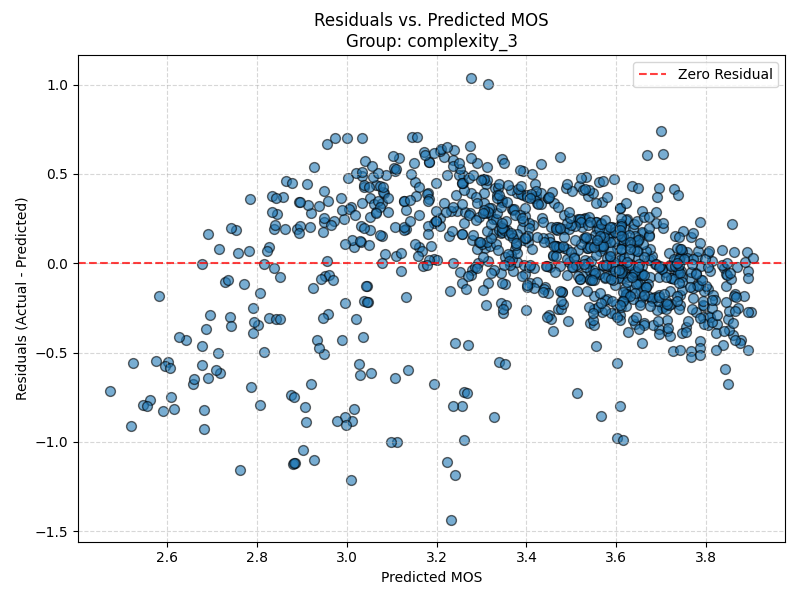 Residuals vs. Predicted MOS
Group: complexity_3
Zero Residual
Residuals (Actual - Predicted)
1.0
0.5
0.0
−0.5
−1.0
−1.5
2.6 2.8 3.0 3.2 3.4 3.6 3.8
Predicted MOS